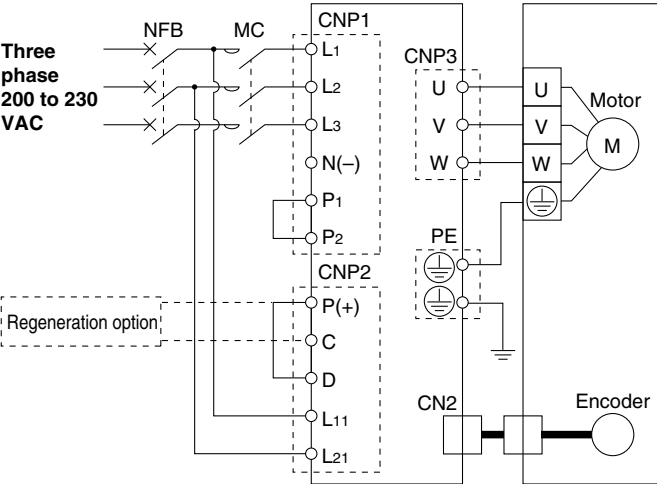 NFB
MC
CNP1
Three
phase
200 to 230
VAC
L1
L2
L3
N(–)
P1
P2
CNP3
U
V
W
U
V
W
Motor
M
PE
CNP2
Regeneration option
P(+)
C
D
L11
L21
CN2
Encoder